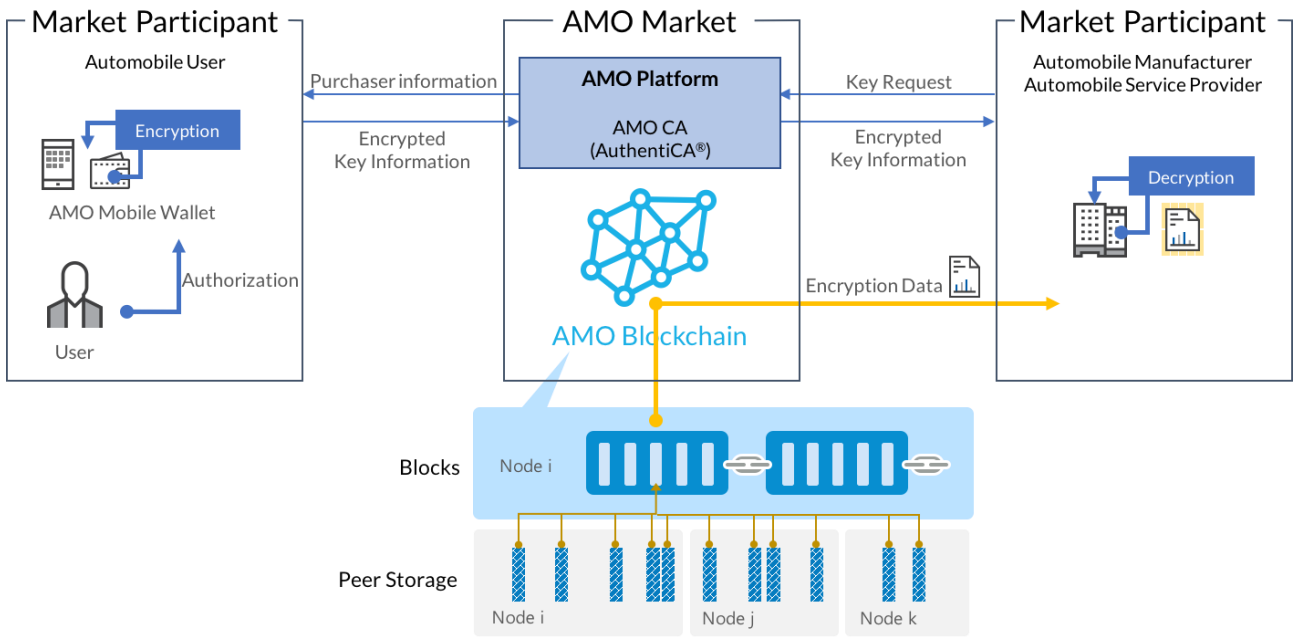 Market Participant
Automobile User
Encryption
AMO Mobile Wallet
Authorization
User
Purchaser information
Encrypted
Key Information
AMO Market
AMO Platform
AMO CA
(AuthentiCA®)
AMO Blockchain
Key Request
Encrypted
Key Information
Encryption Data
Market Participant
Automobile Manufacturer
Automobile Service Provider
Decryption
Blocks
Node i
Peer Storage
Node i
Node j
Node k